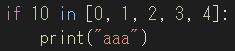 if 10 in [0, 1, 2, 3, 4]:
    print("aaa")